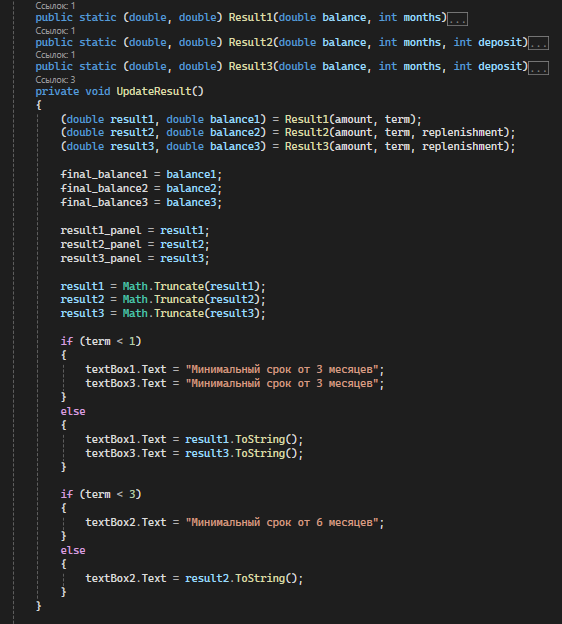 Ссылок: 1
public static (double, double) Result1(double balance, int months)...
Ссылок: 1
public static (double, double) Result2(double balance, int months, int deposit)...
Ссылок: 1
public static (double, double) Result3(double balance, int months, int deposit)...
Ссылок: 3
private void UpdateResult()
{
    (double result1, double balance1) = Result1(amount, term);
    (double result2, double balance2) = Result2(amount, term, replenishment);
    (double result3, double balance3) = Result3(amount, term, replenishment);

    final_balance1 = balance1;
    final_balance2 = balance2;
    final_balance3 = balance3;

    result1_panel = result1;
    result2_panel = result2;
    result3_panel = result3;

    result1 = Math.Truncate(result1);
    result2 = Math.Truncate(result2);
    result3 = Math.Truncate(result3);

    if (term < 1)
    {
        textBox1.Text = "Минимальный срок от 3 месяцев";
        textBox3.Text = "Минимальный срок от 3 месяцев";
    }
    else
    {
        textBox1.Text = result1.ToString();
        textBox3.Text = result3.ToString();
    }

    if (term < 3)
    {
        textBox2.Text = "Минимальный срок от 6 месяцев";
    }
    else
    {
        textBox2.Text = result2.ToString();
    }
}